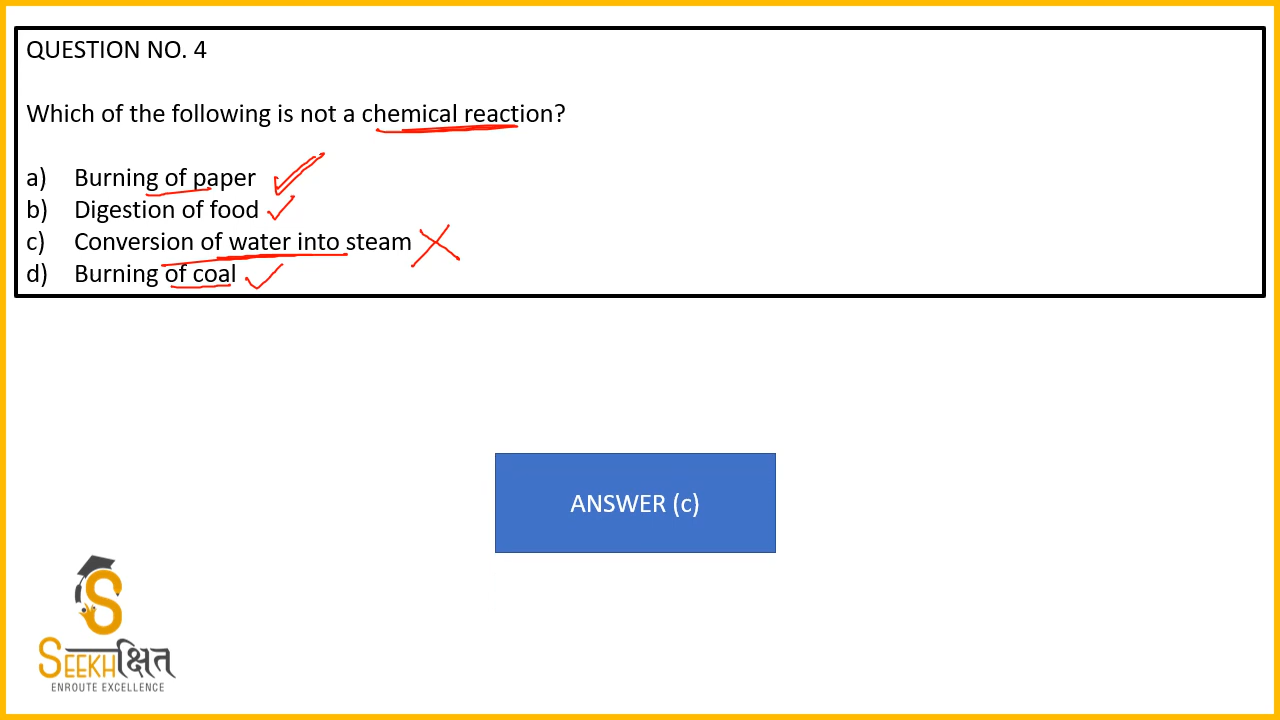 QUESTION NO. 4
Which of the following is not a chemical reaction?
a) Burning of paper
b) Digestion of food
c) Conversion of water into steam
d) Burning of coal
ANSWER (c)
S
SEEKHक्षित
ENROUTE EXCELLENCE